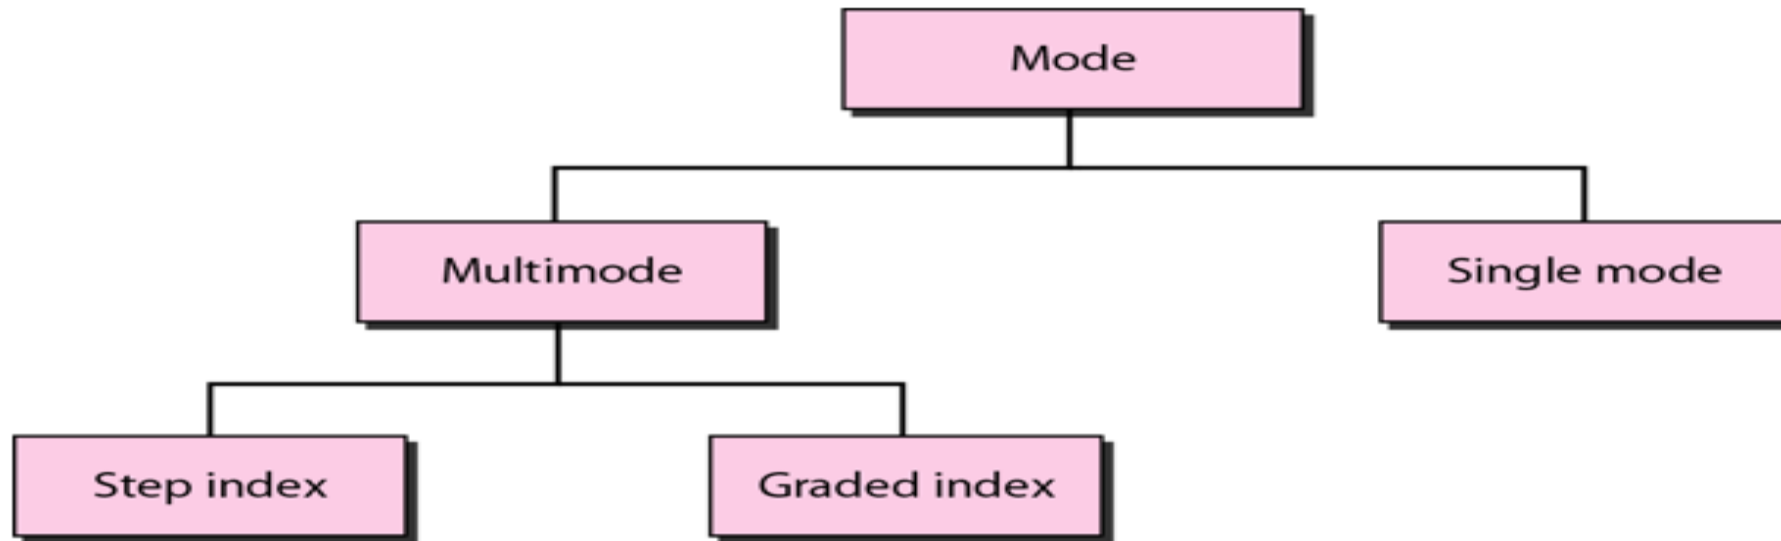 Mode
Multimode
Single mode
Step index
Graded index